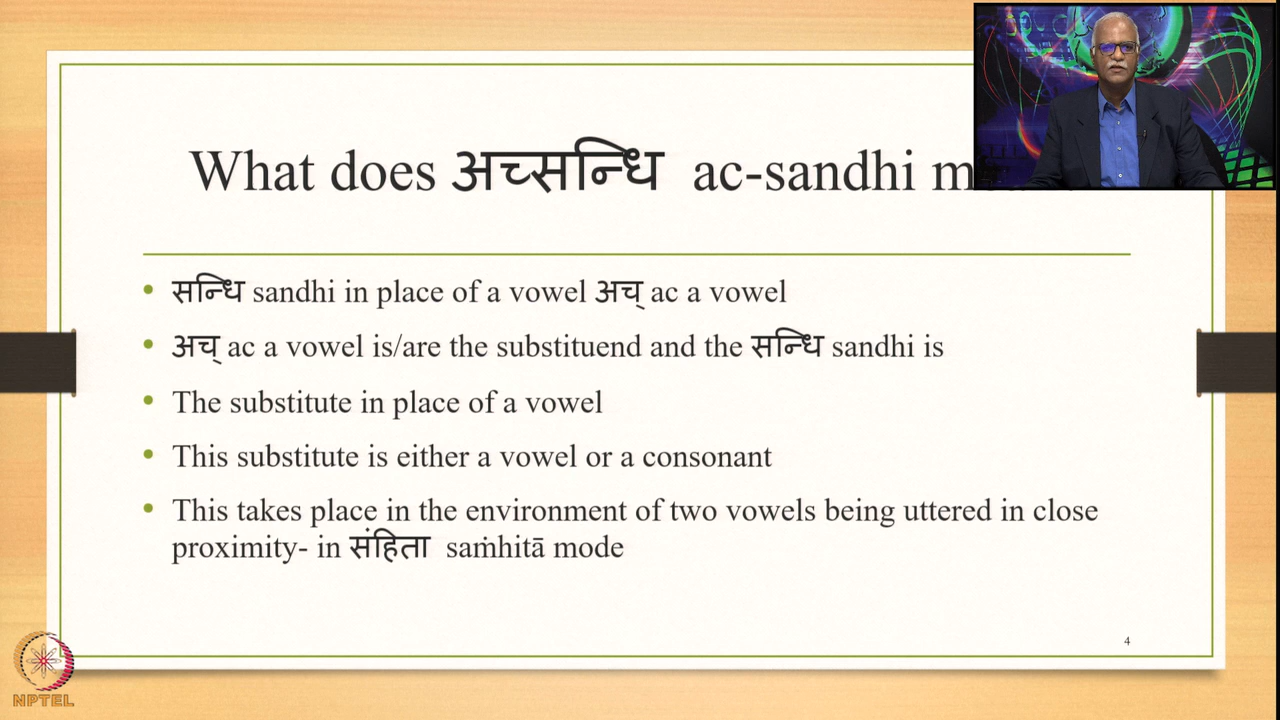 What does अच्सन्धि ac-sandhi
• सन्धि sandhi in place of a vowel अच् ac a vowel
• अच् ac a vowel is/are the substituend and the सन्धि sandhi is
• The substitute in place of a vowel
• This substitute is either a vowel or a consonant
• This takes place in the environment of two vowels being uttered in close
proximity- in संहिता saṁhitā mode
4
NPTEL